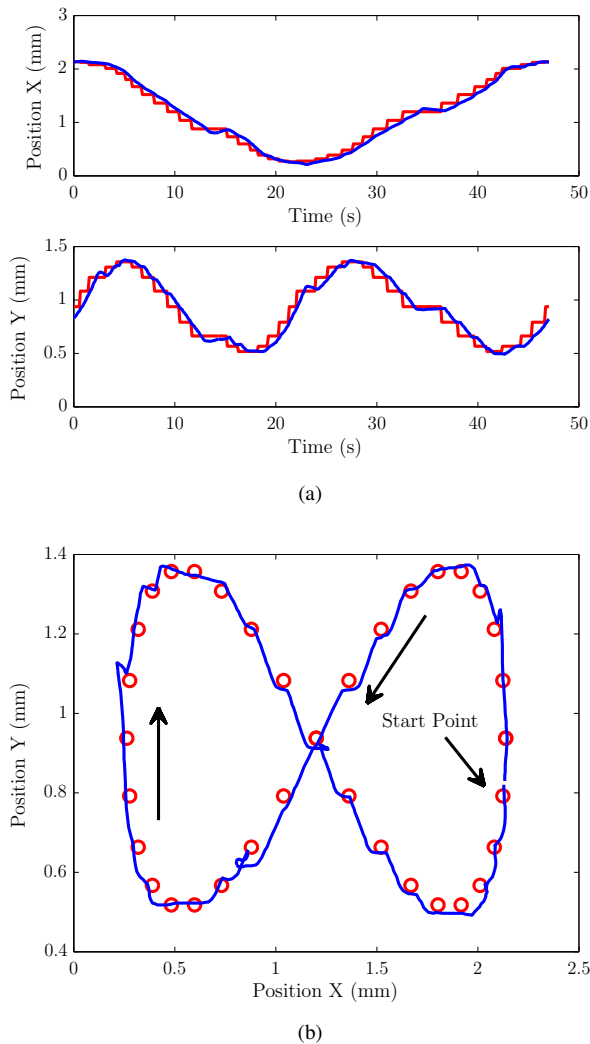 3
2
1
0
Position X (mm)
0 10 20 30 40 50
Time (s)
1.5
1
0.5
0
Position Y (mm)
0 10 20 30 40 50
Time (s)
(a)
1.4
1.2
1
0.8
0.6
0.4
Position Y (mm)
Start Point
0 0.5 1 1.5 2 2.5
Position X (mm)
(b)